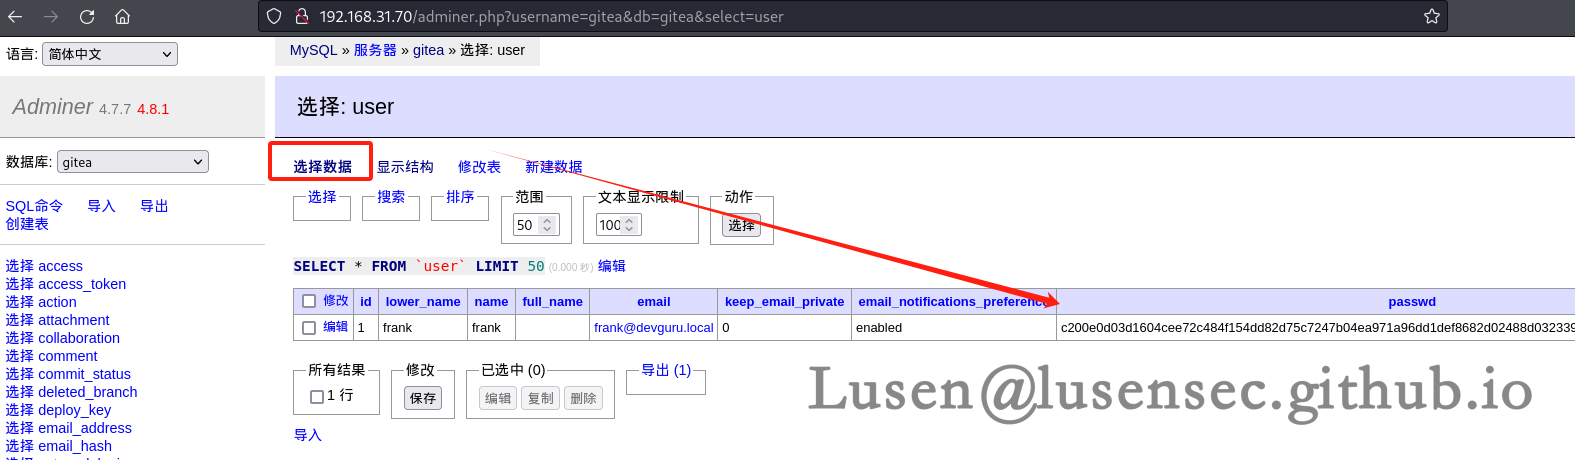 192.168.31.70/adminer.php?username=gitea&db=gitea&select=user
语言: 简体中文
MySQL » 服务器 » gitea » 选择: user
Adminer 4.7.7 4.8.1
选择: user
数据库: gitea
选择数据 显示结构 修改表 新建数据
SQL命令 导入 导出
创建表
选择 搜索 排序 范围 文本显示限制 动作
50 100 选择
SELECT * FROM `user` LIMIT 50 (0.000 秒) 编辑
修改 id lower_name name full_name email keep_email_private email_notifications_preference passwd
编辑 1 frank frank frank@devguru.local 0 enabled c200e0d03d1604cee72c484f154dd82d75c7247b04ea971a96dd1def8682d02488d032339
所有结果 修改 已选中 (0) 导出 (1)
1 行 保存 编辑 复制 删除
导入
选择 access
选择 access_token
选择 action
选择 attachment
选择 collaboration
选择 comment
选择 commit_status
选择 deleted_branch
选择 deploy_key
选择 email_address
选择 email_hash
Lusen@lusensec.github.io